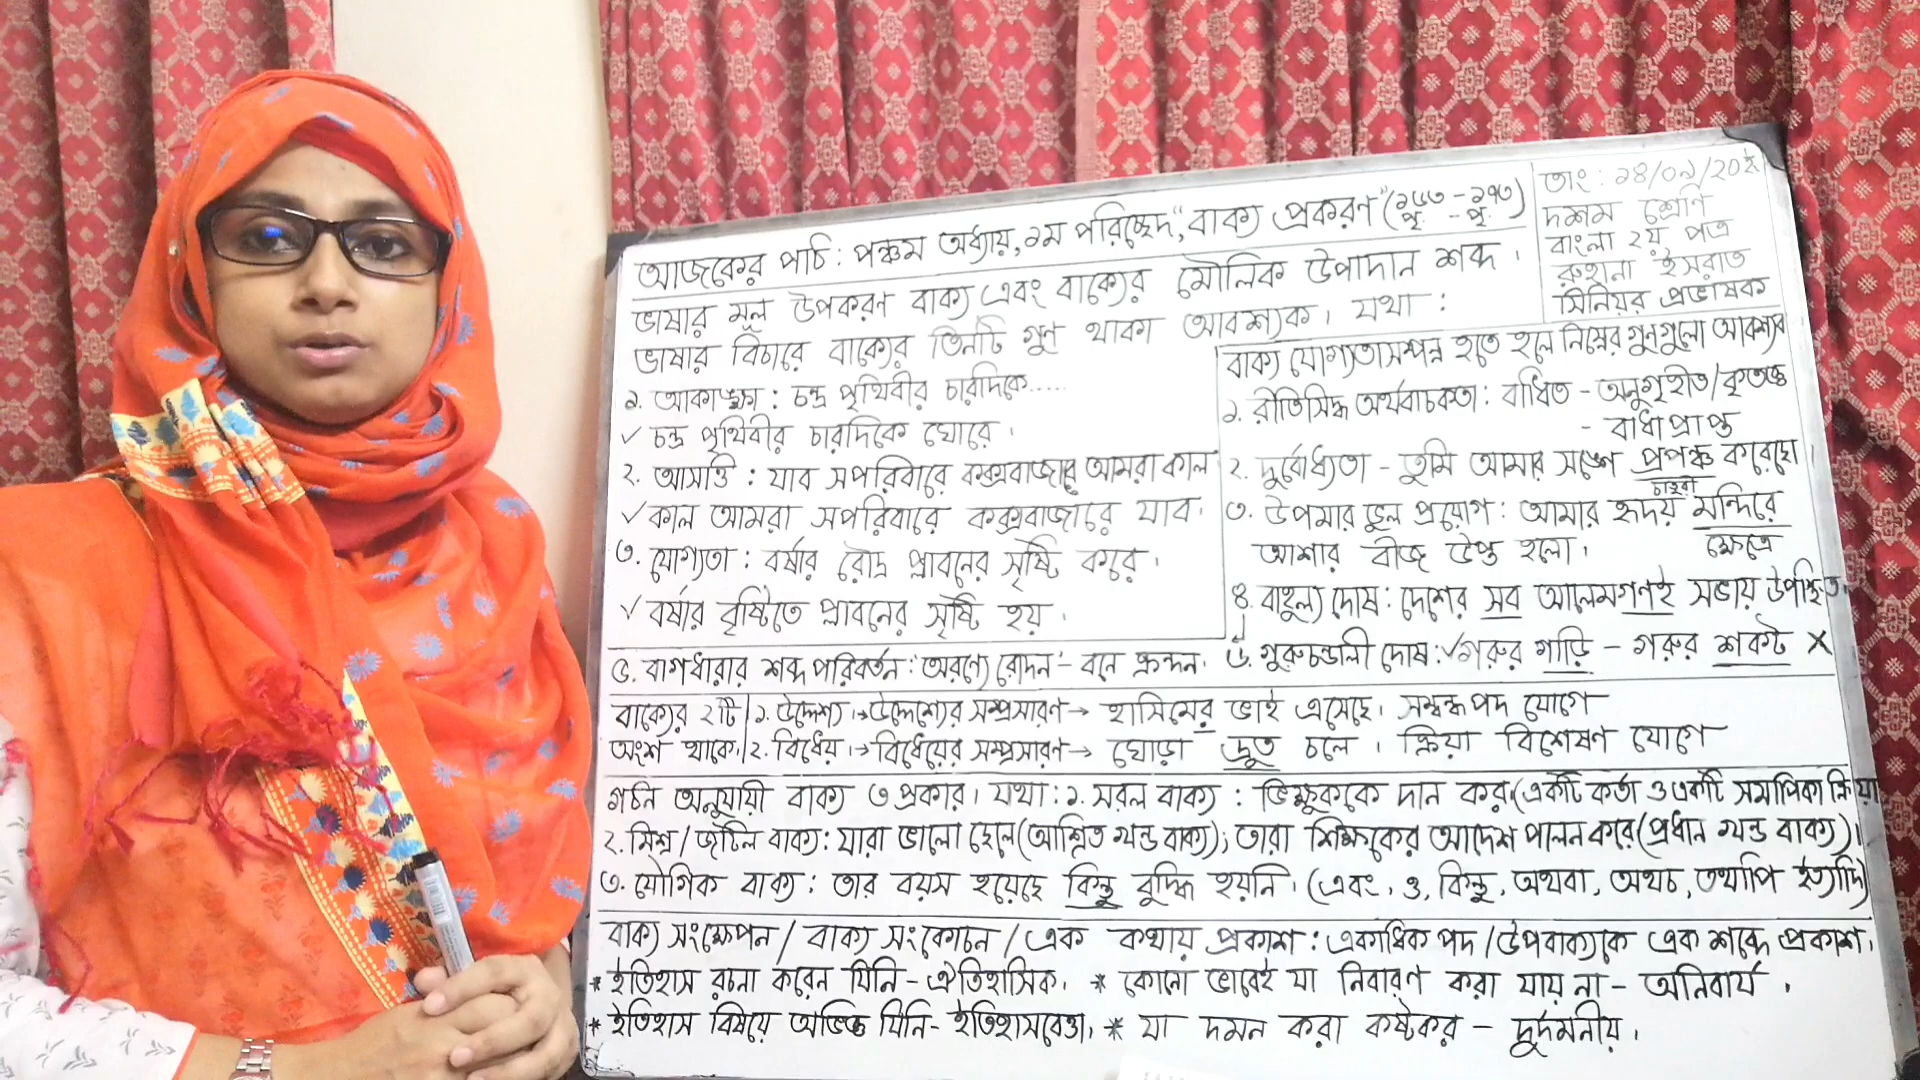 আজকের পাঠ : পঞ্চম অধ্যায়, ১ম পরিচ্ছেদ, "বাক্য প্রকরণ" (১৫৩ পৃ - ১৭৩ পৃ.)
তাং : ১৪/০৯/২০২
দশম শ্রেণি
বাংলা ২য় পত্র
রুহানা ইসরাত
সিনিয়র প্রভাষক
ভাষার মূল উপকরণ বাক্য এবং বাক্যের মৌলিক উপাদান শব্দ।
ভাষার বিচারে বাক্যের তিনটি গুণ থাকা আবশ্যক। যথা :
১. আকাঙ্ক্ষা : চন্দ্র পৃথিবীর চারদিকে.....
✓ চন্দ্র পৃথিবীর চারদিকে ঘোরে।
২. আসত্তি : যাব সপরিবারে কক্সবাজারে আমরা কাল
✓ কাল আমরা সপরিবারে কক্সবাজারে যাব।
৩. যোগ্যতা : বর্ষার রৌদ্র প্লাবনের সৃষ্টি করে।
✓ বর্ষার বৃষ্টিতে প্লাবনের সৃষ্টি হয়।
বাক্য যোগ্যতাসম্পন্ন হতে হলে নিম্নের গুণগুলো আবশ্যক
১. রীতিসিদ্ধ অর্থবাচকতা : বাধিত - অনুগৃহীত/কৃতজ্ঞ
- বাধাপ্রাপ্ত
২. দুর্বোধ্যতা - তুমি আমার সঙ্গে প্রপঞ্চ করেছো।
চাতুরী
৩. উপমার ভুল প্রয়োগ : আমার হৃদয় মন্দিরে
আশার বীজ উপ্ত হলো। ক্ষেত্রে
৪. বাহুল্য দোষ : দেশের সব আলেমগণই সভায় উপস্থিত।
৫. বাগধারার শব্দ পরিবর্তন : "অরণ্যে রোদন" - বনে ক্রন্দন। ৬. গুরুচণ্ডালী দোষ : ✓ গরুর গাড়ি - গরুর শকট X
বাক্যের ২টি | ১. উদ্দেশ্য।→উদ্দেশ্যের সম্প্রসারণ→ হাসিমের ভাই এসেছে। সম্বন্ধ পদ যোগে
অংশ থাকে। | ২. বিধেয়।→বিধেয়ের সম্প্রসারণ→ ঘোড়া দ্রুত চলে। ক্রিয়া বিশেষণ যোগে
গঠন অনুযায়ী বাক্য ৩ প্রকার। যথা : ১. সরল বাক্য : ভিক্ষুককে দান কর। (একটি কর্তা ও একটি সমাপিকা ক্রিয়া
২. মিশ্র / জটিল বাক্য : যারা ভালো ছেলে (আশ্রিত খন্ড বাক্য), তারা শিক্ষকের আদেশ পালন করে (প্রধান খন্ড বাক্য)।
৩. যৌগিক বাক্য : তার বয়স হয়েছে কিন্তু বুদ্ধি হয়নি। (এবং, ও, কিন্তু, অথবা, অথচ, তথাপি ইত্যাদি)
বাক্য সংক্ষেপন / বাক্য সংকোচন / এক কথায় প্রকাশ : একাধিক পদ / উপবাক্যকে এক শব্দে প্রকাশ।
* ইতিহাস রচনা করেন যিনি - ঐতিহাসিক। * কোনো ভাবেই যা নিবারণ করা যায় না - অনিবার্য।
* ইতিহাস বিষয়ে অভিজ্ঞ যিনি - ইতিহাসবেত্তা। * যা দমন করা কষ্টকর - দুর্দমনীয়।